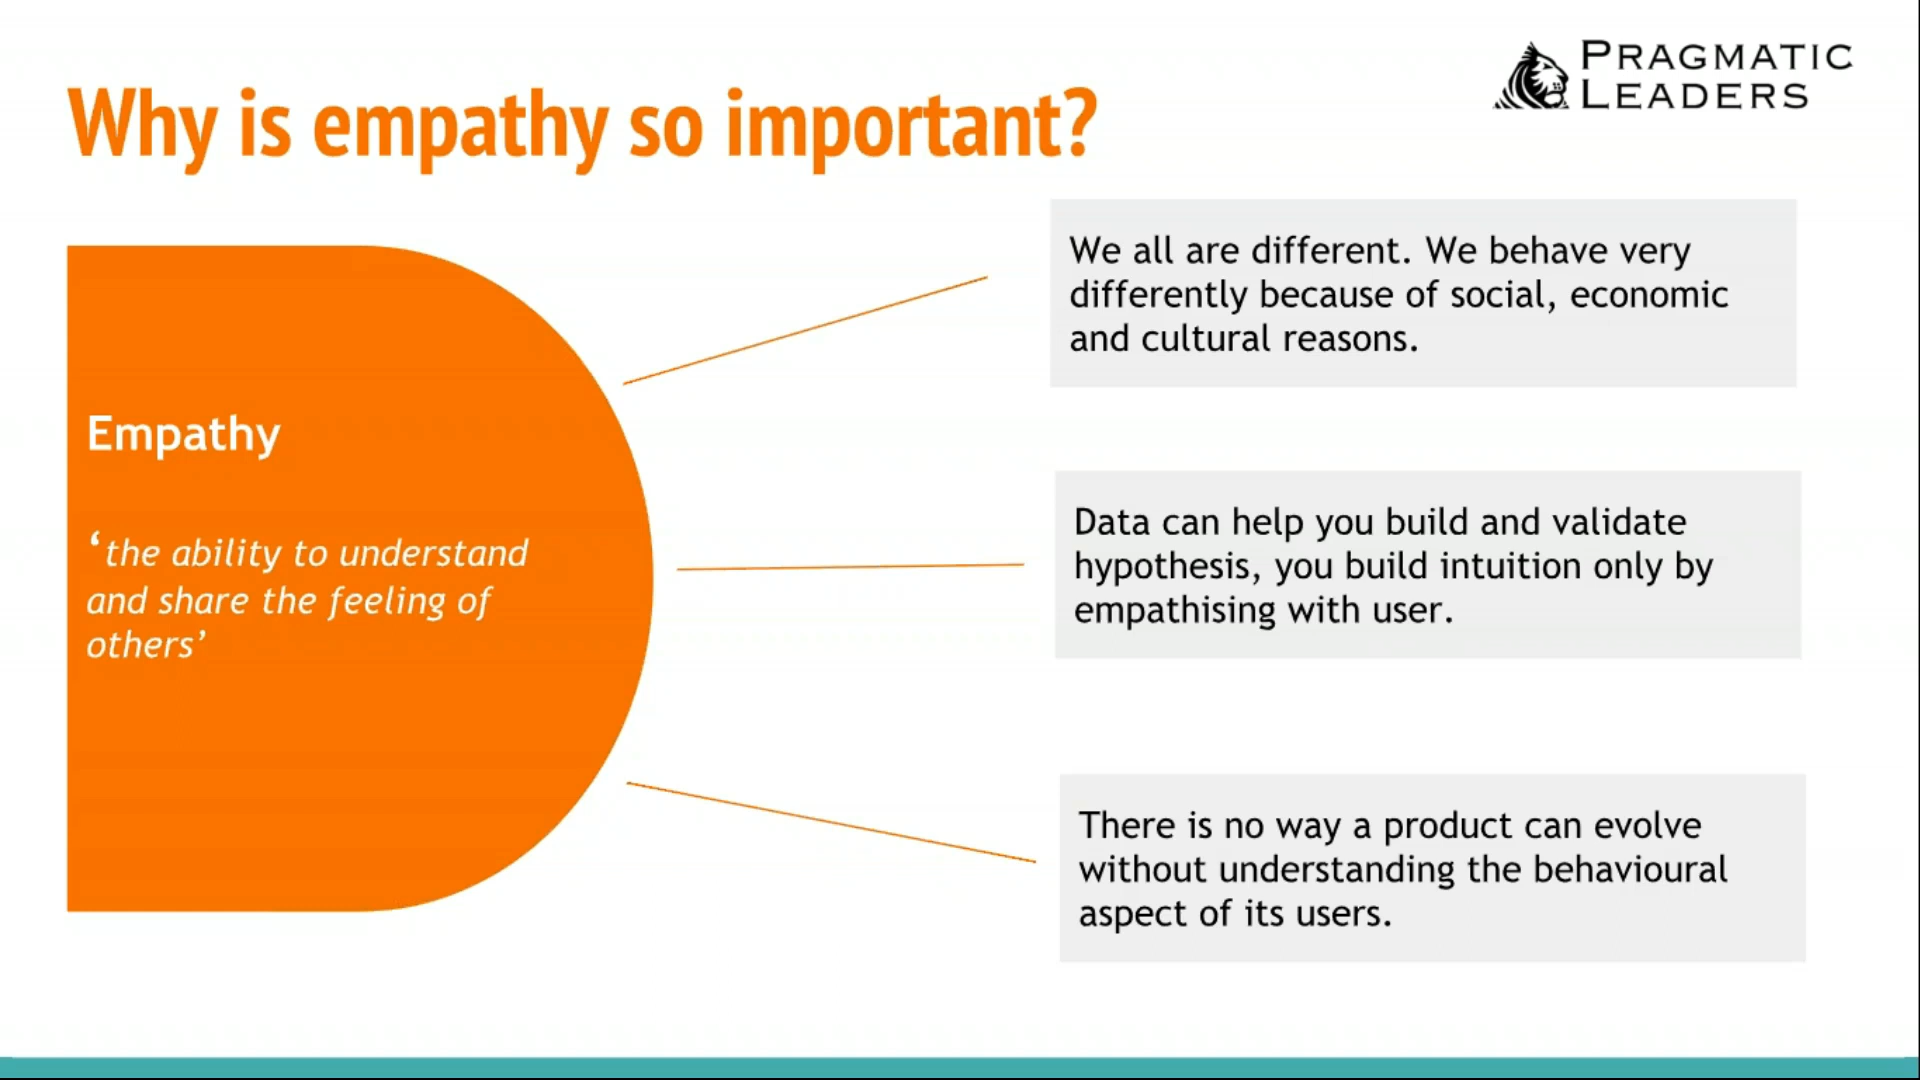 PRAGMATIC
LEADERS
Why is empathy so important?
Empathy
‘the ability to understand
and share the feeling of
others’
We all are different. We behave very
differently because of social, economic
and cultural reasons.
Data can help you build and validate
hypothesis, you build intuition only by
empathising with user.
There is no way a product can evolve
without understanding the behavioural
aspect of its users.